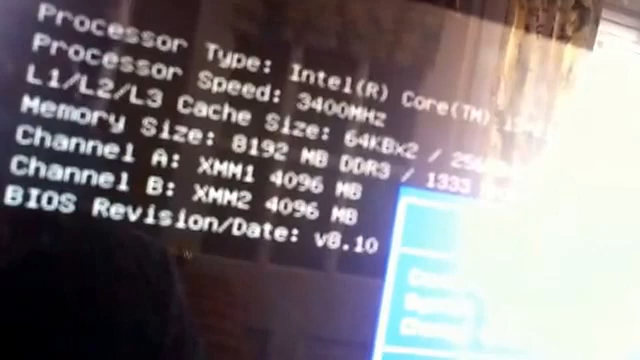 Processor Type: Intel(R) Core(TM)
Processor Speed: 3400MHz
L1/L2/L3 Cache Size: 64KBx2 /
Memory Size: 8192 MB DDR3 / 1333
Channel A: XMM1 4096 MB
Channel B: XMM2 4096 MB
BIOS Revision/Date: v8.10